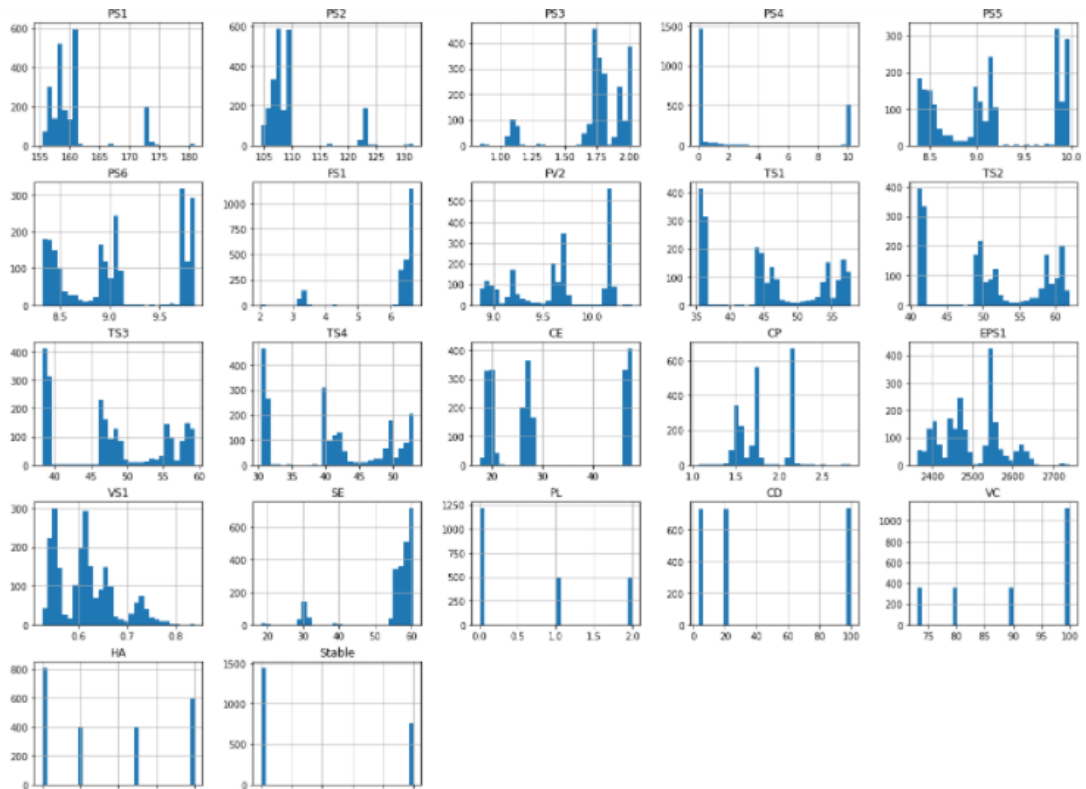 PS1
600
400
200
0
155 160 165 170 175 180
PS2
600
400
200
0
105 110 115 120 125 130
PS3
400
300
200
100
0
1.00 1.25 1.50 1.75 2.00
PS4
1500
1000
500
0
0 2 4 6 8 10
PS5
300
200
100
0
8.5 9.0 9.5 10.0
PS6
300
200
100
0
8.5 9.0 9.5
FS1
1000
750
500
250
0
2 3 4 5 6
FV2
500
400
300
200
100
0
9.0 9.5 10.0
TS1
400
300
200
100
0
35 40 45 50 55
TS2
400
300
200
100
0
40 45 50 55 60
TS3
400
300
200
100
0
40 45 50 55 60
TS4
400
300
200
100
0
30 35 40 45 50
CE
400
300
200
100
0
20 30 40
CP
600
400
200
0
1.0 1.5 2.0 2.5
EPS1
400
300
200
100
0
2400 2500 2600 2700
VS1
300
200
100
0
0.6 0.7 0.8
SE
600
400
200
0
20 30 40 50 60
PL
1250
1000
750
500
250
0
0.0 0.5 1.0 1.5 2.0
CD
600
400
200
0
0 20 40 60 80 100
VC
1000
800
600
400
200
0
75 80 85 90 95 100
HA
800
600
400
200
0
Stable
1500
1000
500
0